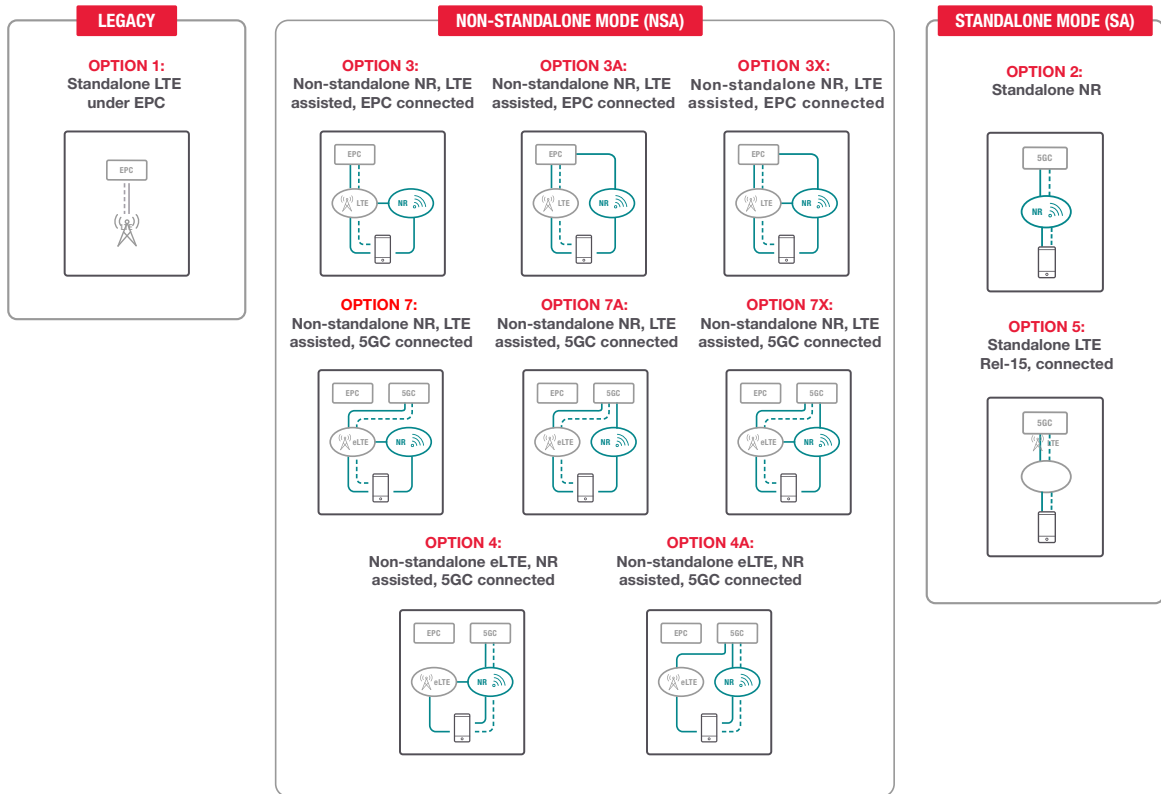 LEGACY
OPTION 1:
Standalone LTE
under EPC
EPC
LTE
NON-STANDALONE MODE (NSA)
OPTION 3:
Non-standalone NR, LTE
assisted, EPC connected
EPC
LTE
NR
OPTION 3A:
Non-standalone NR, LTE
assisted, EPC connected
EPC
LTE
NR
OPTION 3X:
Non-standalone NR, LTE
assisted, EPC connected
EPC
LTE
NR
OPTION 7:
Non-standalone NR, LTE
assisted, 5GC connected
EPC
5GC
eLTE
NR
OPTION 7A:
Non-standalone NR, LTE
assisted, 5GC connected
EPC
5GC
eLTE
NR
OPTION 7X:
Non-standalone NR, LTE
assisted, 5GC connected
EPC
5GC
eLTE
NR
OPTION 4:
Non-standalone eLTE, NR
assisted, 5GC connected
EPC
5GC
eLTE
NR
OPTION 4A:
Non-standalone eLTE, NR
assisted, 5GC connected
EPC
5GC
eLTE
NR
STANDALONE MODE (SA)
OPTION 2:
Standalone NR
5GC
NR
OPTION 5:
Standalone LTE
Rel-15, connected
5GC
LTE